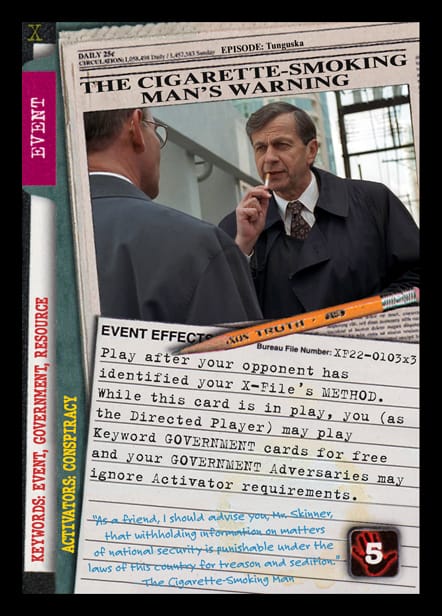 X
DAILY 25¢
CIRCULATION: 1,058,494 Daily / 1,457,583 Sunday
EPISODE: Tunguska
THE CIGARETTE-SMOKING
MAN'S WARNING
EVENT
KEYWORDS: EVENT, GOVERNMENT, RESOURCE
ACTIVATORS: CONSPIRACY
TRUTH
EVENT EFFECTS
Bureau File Number: XF22-0103x3
Play after your opponent has
identified your X-File's METHOD.
While this card is in play, you (as
the Directed Player) may play
Keyword GOVERNMENT cards for free
and your GOVERNMENT Adversaries may
ignore Activator requirements.
"As a friend, I should advise you, Mr. Skinner,
that withholding information on matters
of national security is punishable under the
laws of this country for treason and sedition."
The Cigarette-Smoking Man
5